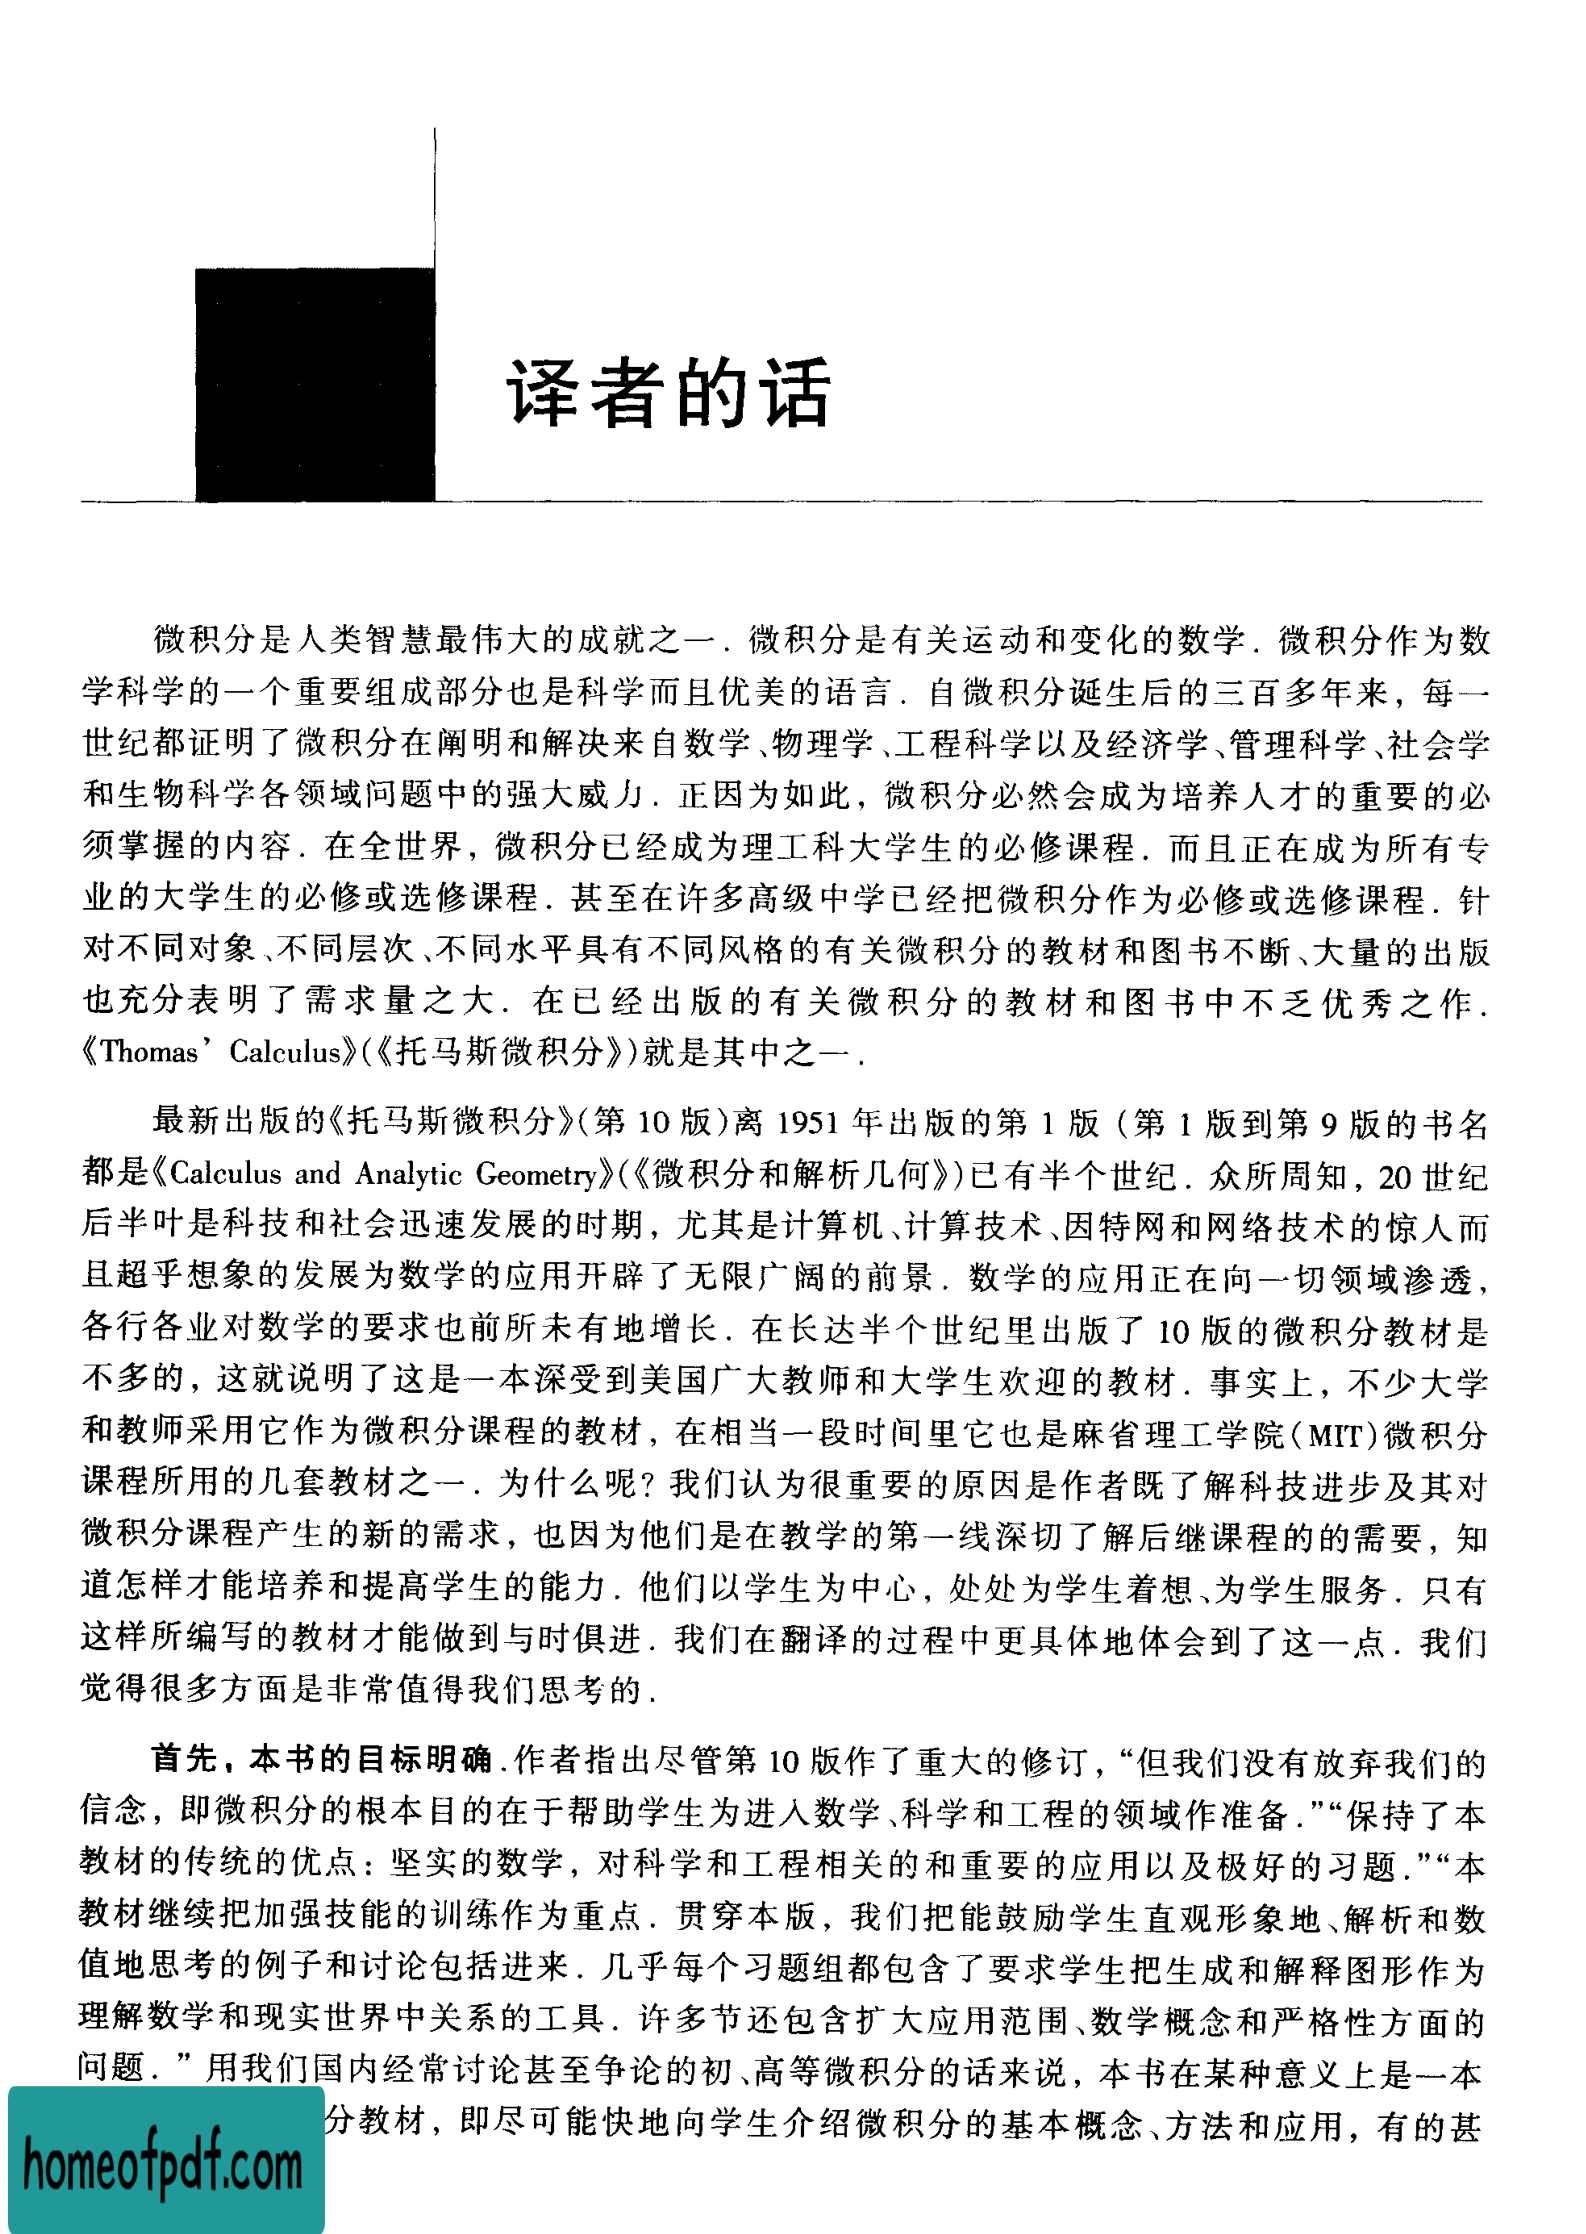 译者的话
微积分是人类智慧最伟大的成就之一. 微积分是有关运动和变化的数学. 微积分作为数
学科学的一个重要组成部分也是科学而且优美的语言. 自微积分诞生后的三百多年来, 每一
世纪都证明了微积分在阐明和解决来自数学、物理学、工程科学以及经济学、管理科学、社会学
和生物科学各领域问题中的强大威力. 正因为如此, 微积分必然会成为培养人才的重要的必
须掌握的内容. 在全世界, 微积分已经成为理工科大学生的必修课程. 而且正在成为所有专
业的大学生的必修或选修课程. 甚至在许多高级中学已经把微积分作为必修或选修课程. 针
对不同对象、不同层次、不同水平具有不同风格的有关微积分的教材和图书不断、大量的出版
也充分表明了需求量之大. 在已经出版的有关微积分的教材和图书中不乏优秀之作.
《Thomas’ Calculus》(《托马斯微积分》)就是其中之一.
最新出版的《托马斯微积分》(第 10 版)离 1951 年出版的第 1 版 (第 1 版到第 9 版的书名
都是《Calculus and Analytic Geometry》(《微积分和解析几何》)已有半个世纪. 众所周知, 20 世纪
后半叶是科技和社会迅速发展的时期, 尤其是计算机、计算技术、因特网和网络技术的惊人而
且超乎想象的发展为数学的应用开辟了无限广阔的前景. 数学的应用正在向一切领域渗透,
各行各业对数学的要求也前所未有地增长. 在长达半个世纪里出版了 10 版的微积分教材是
不多的, 这就说明了这是一本深受到美国广大教师和大学生欢迎的教材. 事实上, 不少大学
和教师采用它作为微积分课程的教材, 在相当一段时间里它也是麻省理工学院(MIT)微积分
课程所用的几套教材之一. 为什么呢? 我们认为很重要的原因是作者既了解科技进步及其对
微积分课程产生的新的需求, 也因为他们是在教学的第一线深切了解后继课程的的需要, 知
道怎样才能培养和提高学生的能力. 他们以学生为中心, 处处为学生着想、为学生服务. 只有
这样所编写的教材才能做到与时俱进. 我们在翻译的过程中更具体地体会到了这一点. 我们
觉得很多方面是非常值得我们思考的.
首先, 本书的目标明确.作者指出尽管第 10 版作了重大的修订, “但我们没有放弃我们的
信念, 即微积分的根本目的在于帮助学生为进入数学、科学和工程的领域作准备.”“保持了本
教材的传统的优点: 坚实的数学, 对科学和工程相关的和重要的应用以及极好的习题.”“本
教材继续把加强技能的训练作为重点. 贯穿本版, 我们把能鼓励学生直观形象地、解析和数
值地思考的例子和讨论包括进来. 几乎每个习题组都包含了要求学生把生成和解释图形作为
理解数学和现实世界中关系的工具. 许多节还包含扩大应用范围、数学概念和严格性方面的
问题. ” 用我们国内经常讨论甚至争论的初、高等微积分的话来说, 本书在某种意义上是一本
分教材, 即尽可能快地向学生介绍微积分的基本概念、方法和应用, 有的甚
homeofpdf.com